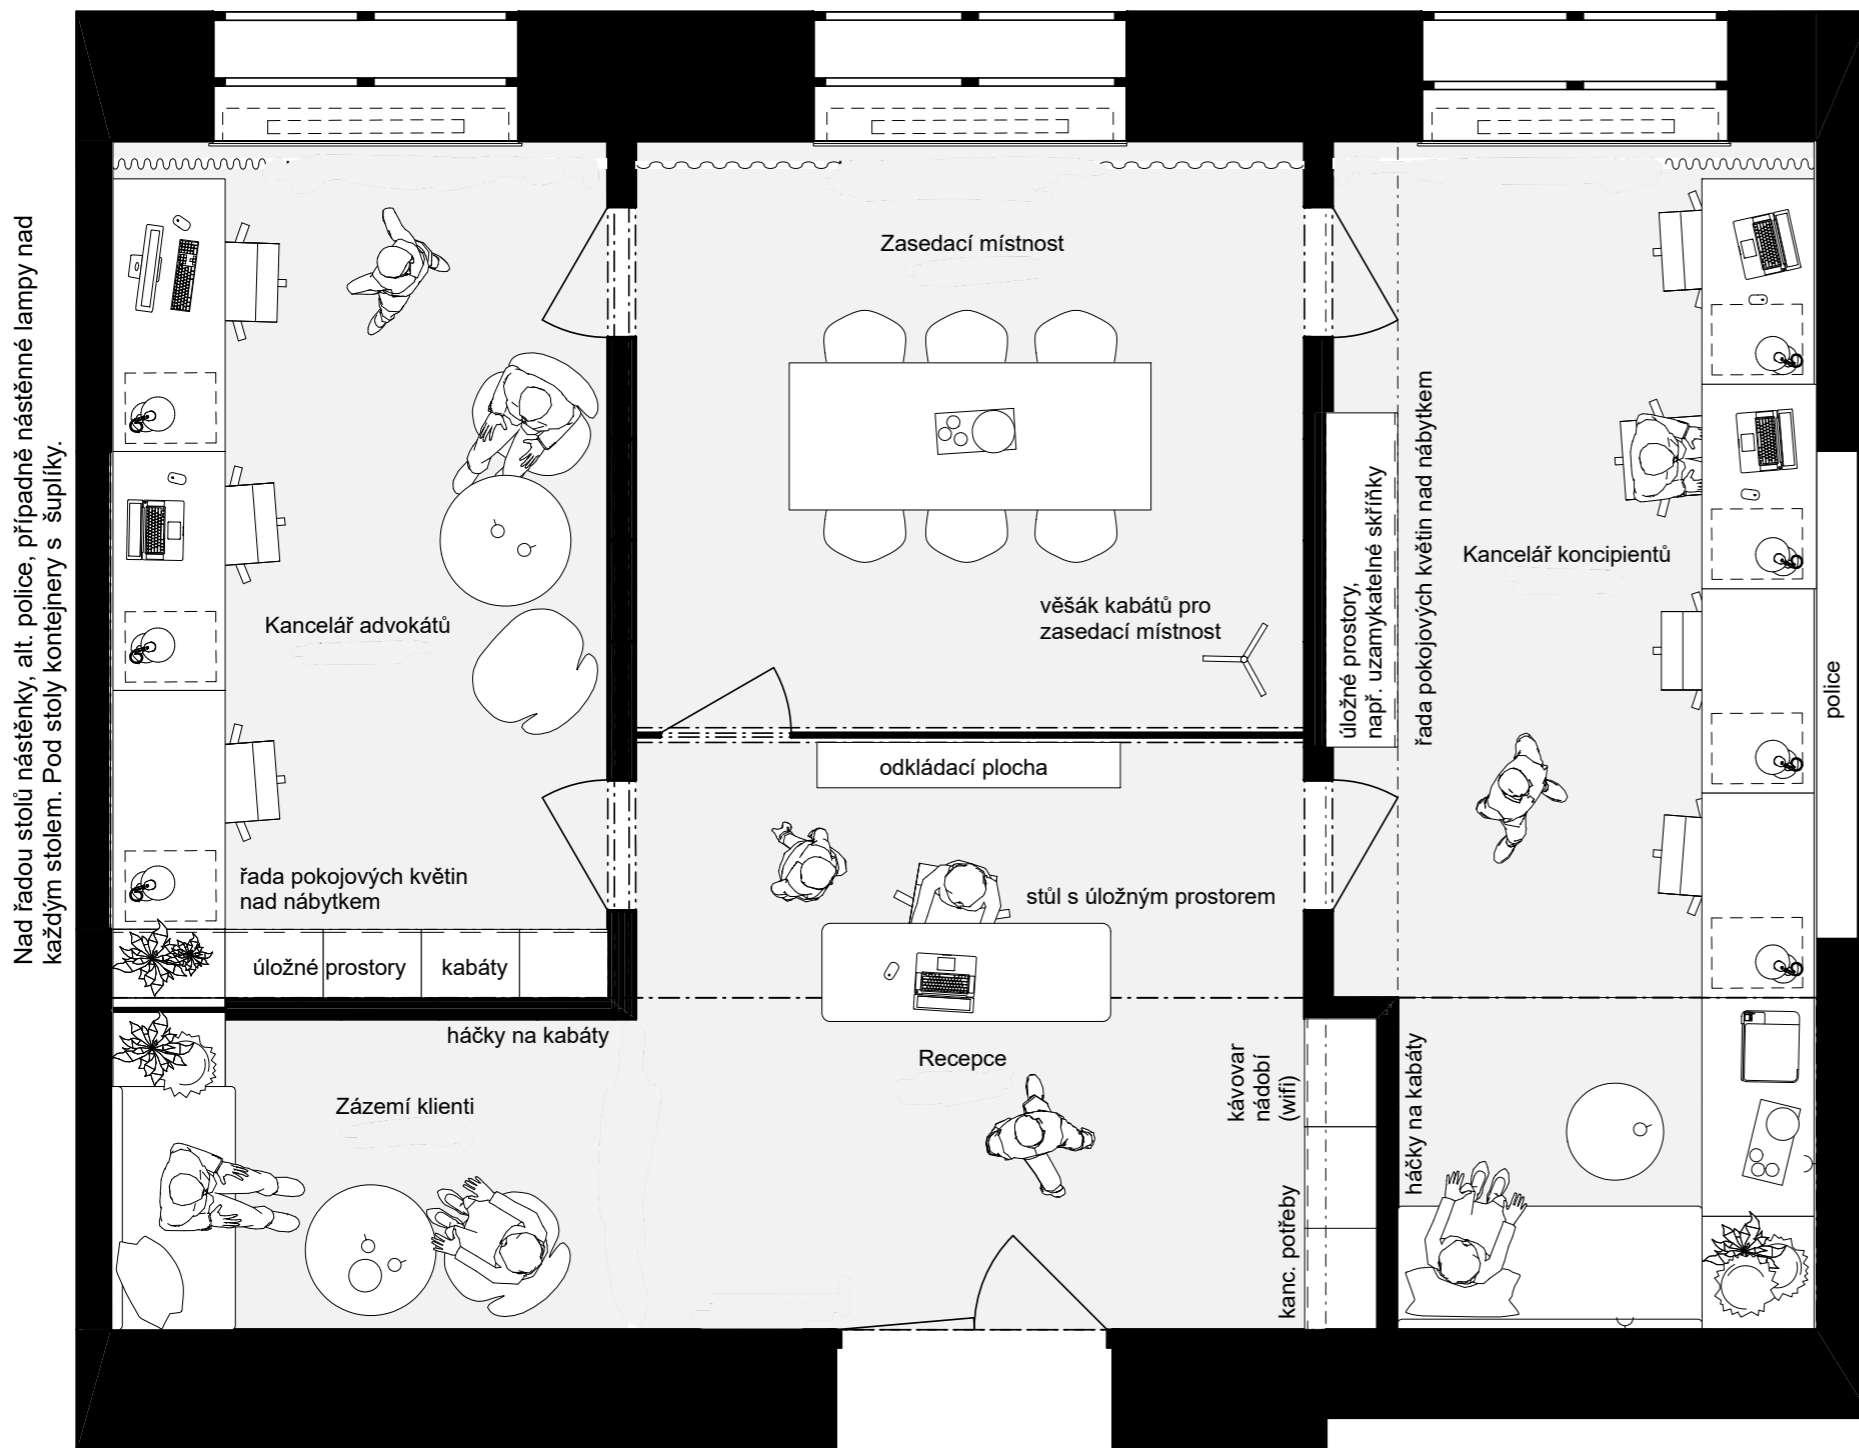 Nad řadou stolů nástěnky, alt. police, případně nástěnné lampy nad
každým stolem. Pod stoly kontejnery s šuplíky.
Zasedací místnost
věšák kabátů pro
zasedací místnost
Kancelář advokátů
úložné prostory,
např. uzamykatelné skříňky
řada pokojových květin nad nábytkem
Kancelář koncipientů
police
odkládací plocha
řada pokojových květin
nad nábytkem
stůl s úložným prostorem
úložné prostory
kabáty
háčky na kabáty
Recepce
Zázemí klienti
kávovar
nádobí
(wifi)
kanc. potřeby
háčky na kabáty